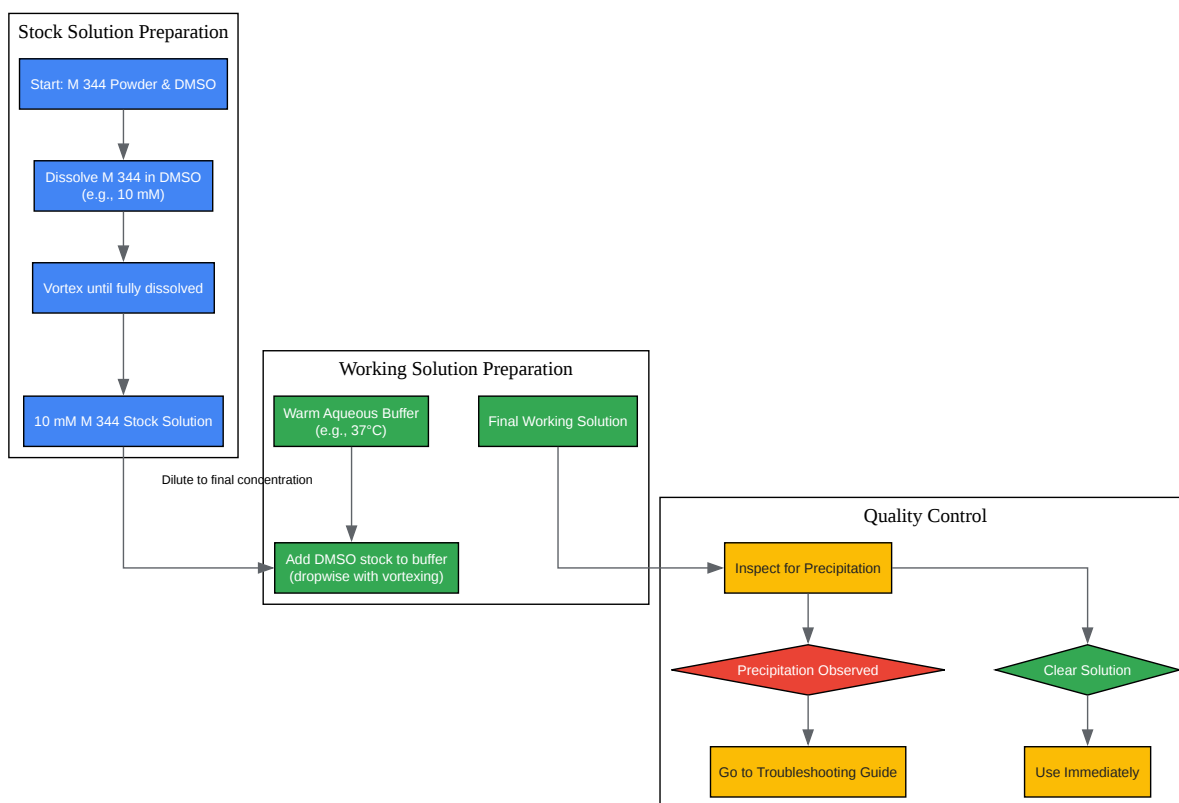 Stock Solution Preparation
Start: M 344 Powder & DMSO
Dissolve M 344 in DMSO
(e.g., 10 mM)
Vortex until fully dissolved
10 mM M 344 Stock Solution
Dilute to final concentration
Working Solution Preparation
Warm Aqueous Buffer
(e.g., 37°C)
Final Working Solution
Add DMSO stock to buffer
(dropwise with vortexing)
Quality Control
Inspect for Precipitation
Precipitation Observed
Clear Solution
Go to Troubleshooting Guide
Use Immediately